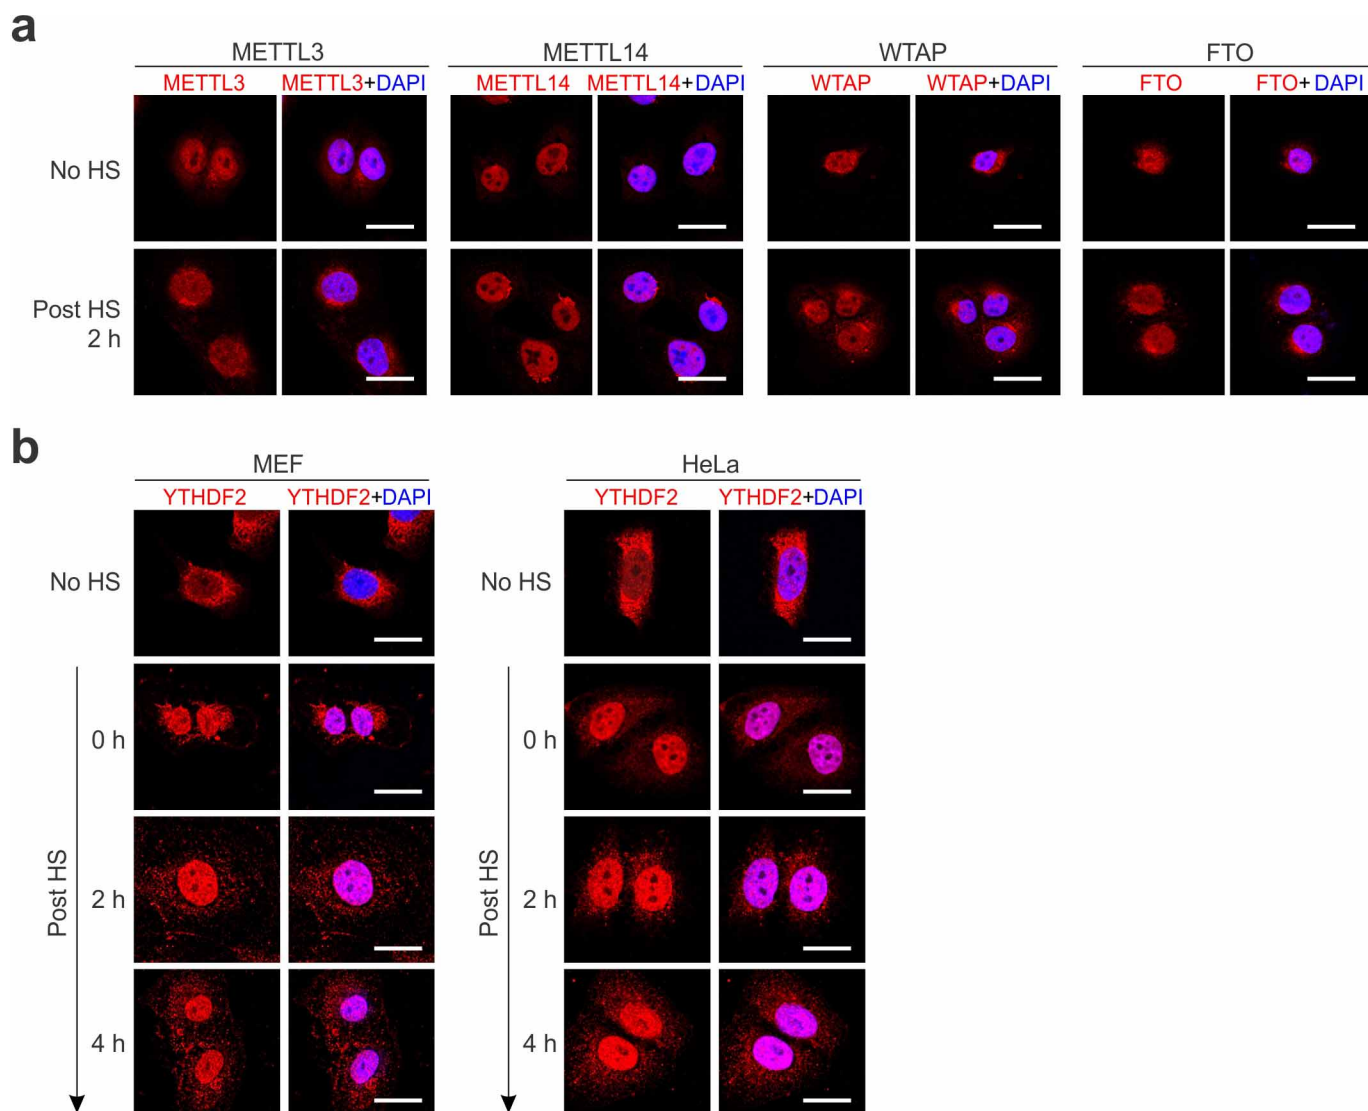 a
METTL3 METTL14 WTAP FTO
METTL3 METTL3+DAPI METTL14 METTL14+DAPI WTAP WTAP+DAPI FTO FTO+ DAPI
No HS
Post HS
2 h
b
MEF HeLa
YTHDF2 YTHDF2+DAPI YTHDF2 YTHDF2+DAPI
No HS No HS
0 h 0 h
Post HS Post HS
2 h 2 h
4 h 4 h